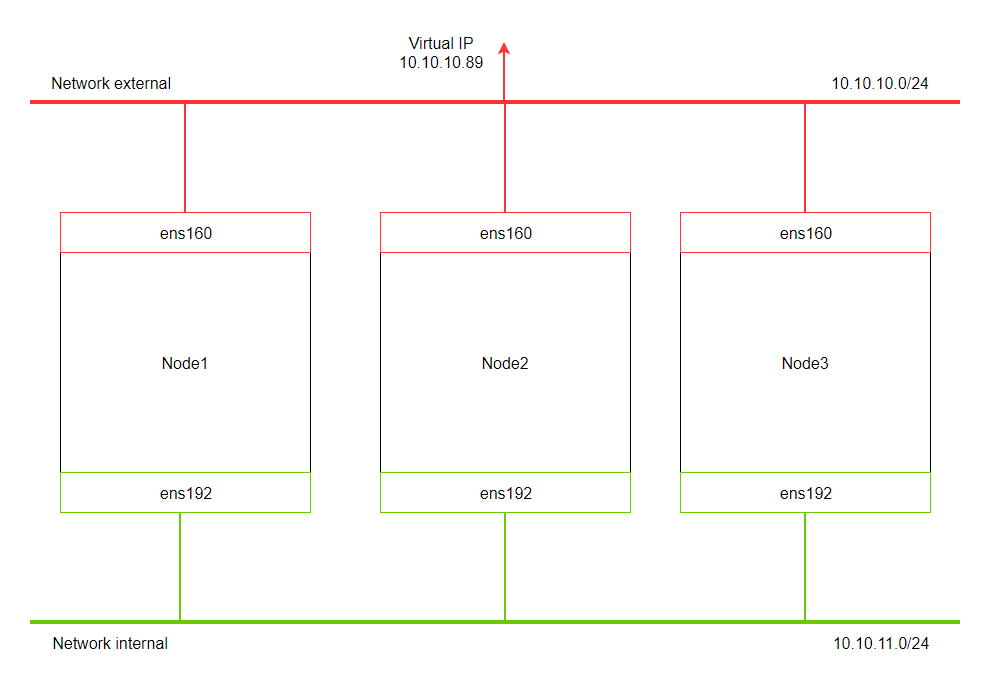 Virtual IP
10.10.10.89
Network external
10.10.10.0/24
ens160
ens160
ens160
Node1
Node2
Node3
ens192
ens192
ens192
Network internal
10.10.11.0/24